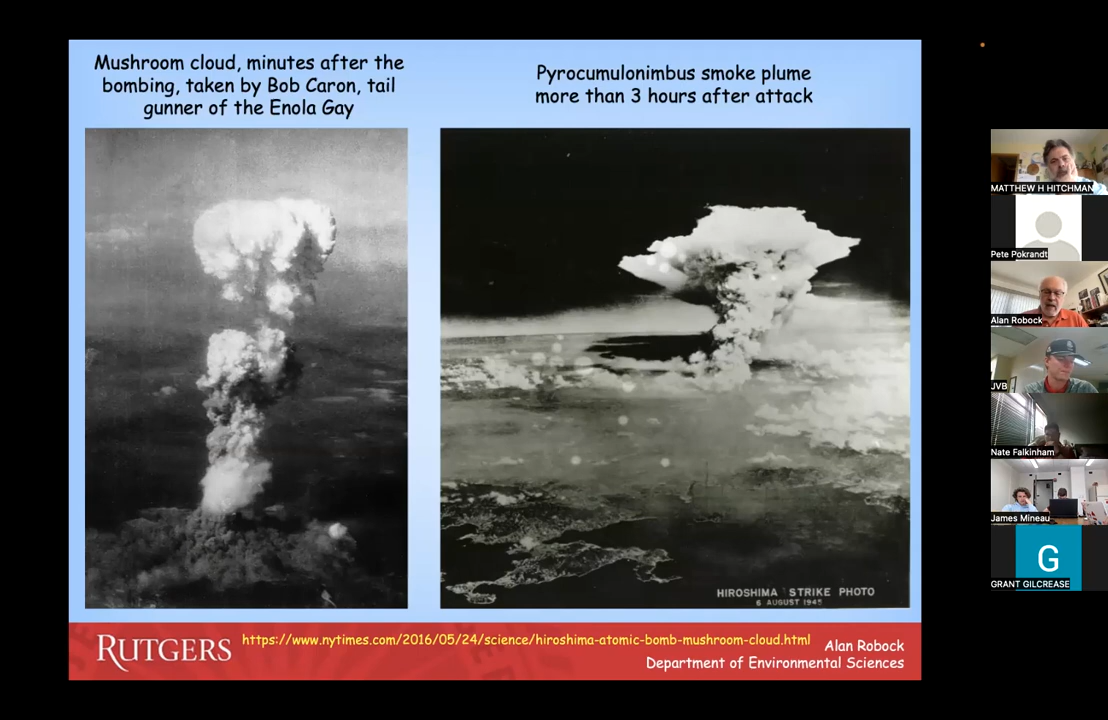 Mushroom cloud, minutes after the
bombing, taken by Bob Caron, tail
gunner of the Enola Gay
Pyrocumulonimbus smoke plume
more than 3 hours after attack
HIROSHIMA STRIKE PHOTO
6 AUGUST 1945
RUTGERS
https://www.nytimes.com/2016/05/24/science/hiroshima-atomic-bomb-mushroom-cloud.html
Alan Robock
Department of Environmental Sciences
MATTHEW H HITCHMAN
Pete Pokrandt
Alan Robock
JVB
Nate Falkinham
James Mineau
G
GRANT GILCREASE